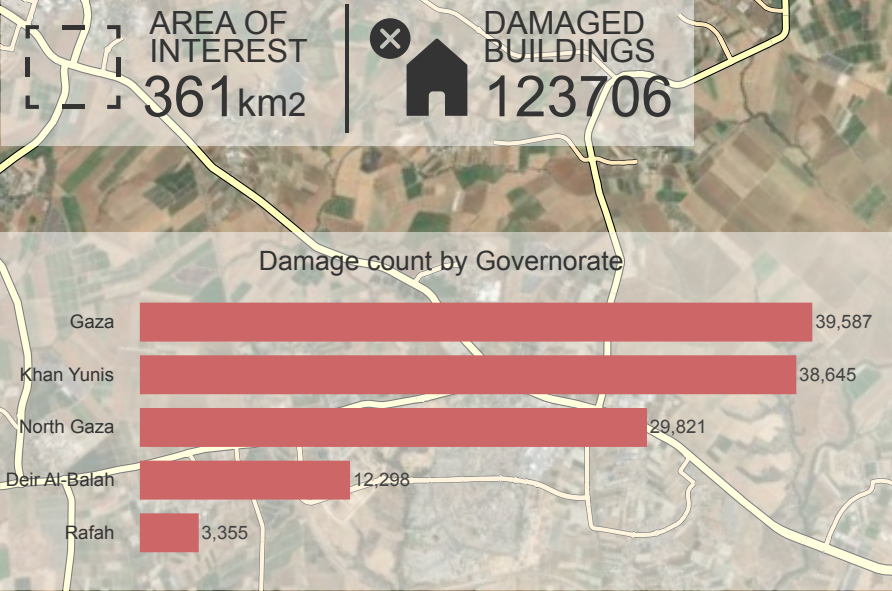 AREA OF
INTEREST
361km2
DAMAGED
BUILDINGS
123706
Damage count by Governorate
Gaza 39,587
Khan Yunis 38,645
North Gaza 29,821
Deir Al-Balah 12,298
Rafah 3,355